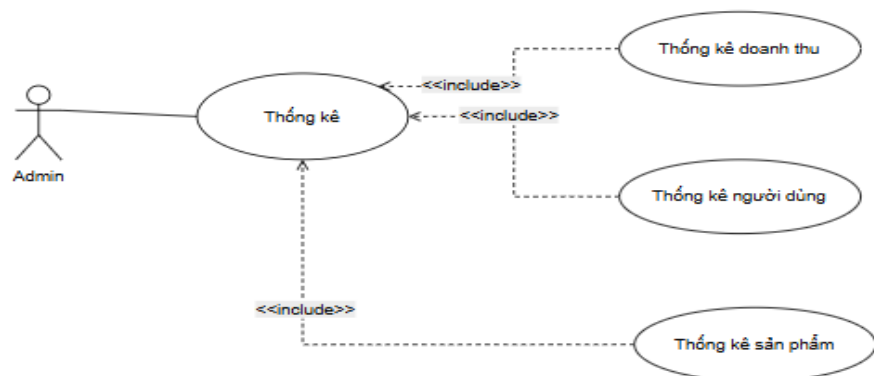 Thống kê doanh thu
<<include>>
Thống kê
<<include>>
Admin
Thống kê người dùng
<<include>>
Thống kê sản phẩm